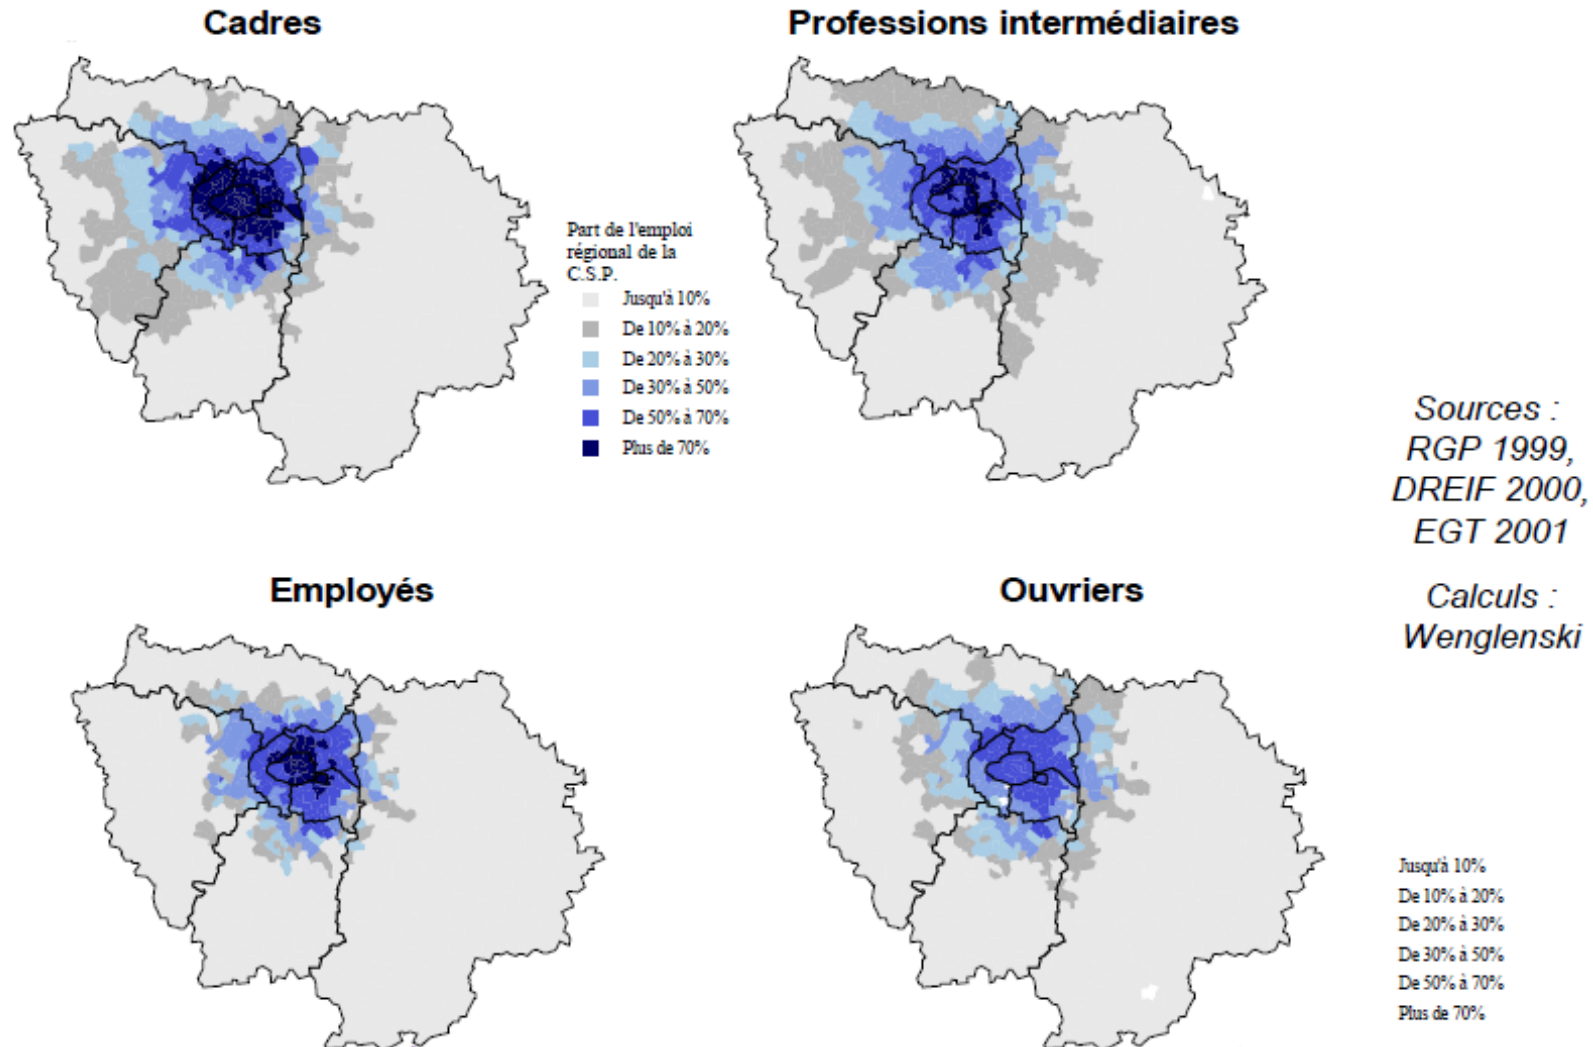 Cadres
Professions intermédiaires
Part de l'emploi
régional de la
C.S.P.
Jusqu'à 10%
De 10% à 20%
De 20% à 30%
De 30% à 50%
De 50% à 70%
Plus de 70%
Sources :
RGP 1999,
DREIF 2000,
EGT 2001
Employés
Ouvriers
Calculs :
Wenglenski
Jusqu'à 10%
De 10% à 20%
De 20% à 30%
De 30% à 50%
De 50% à 70%
Plus de 70%